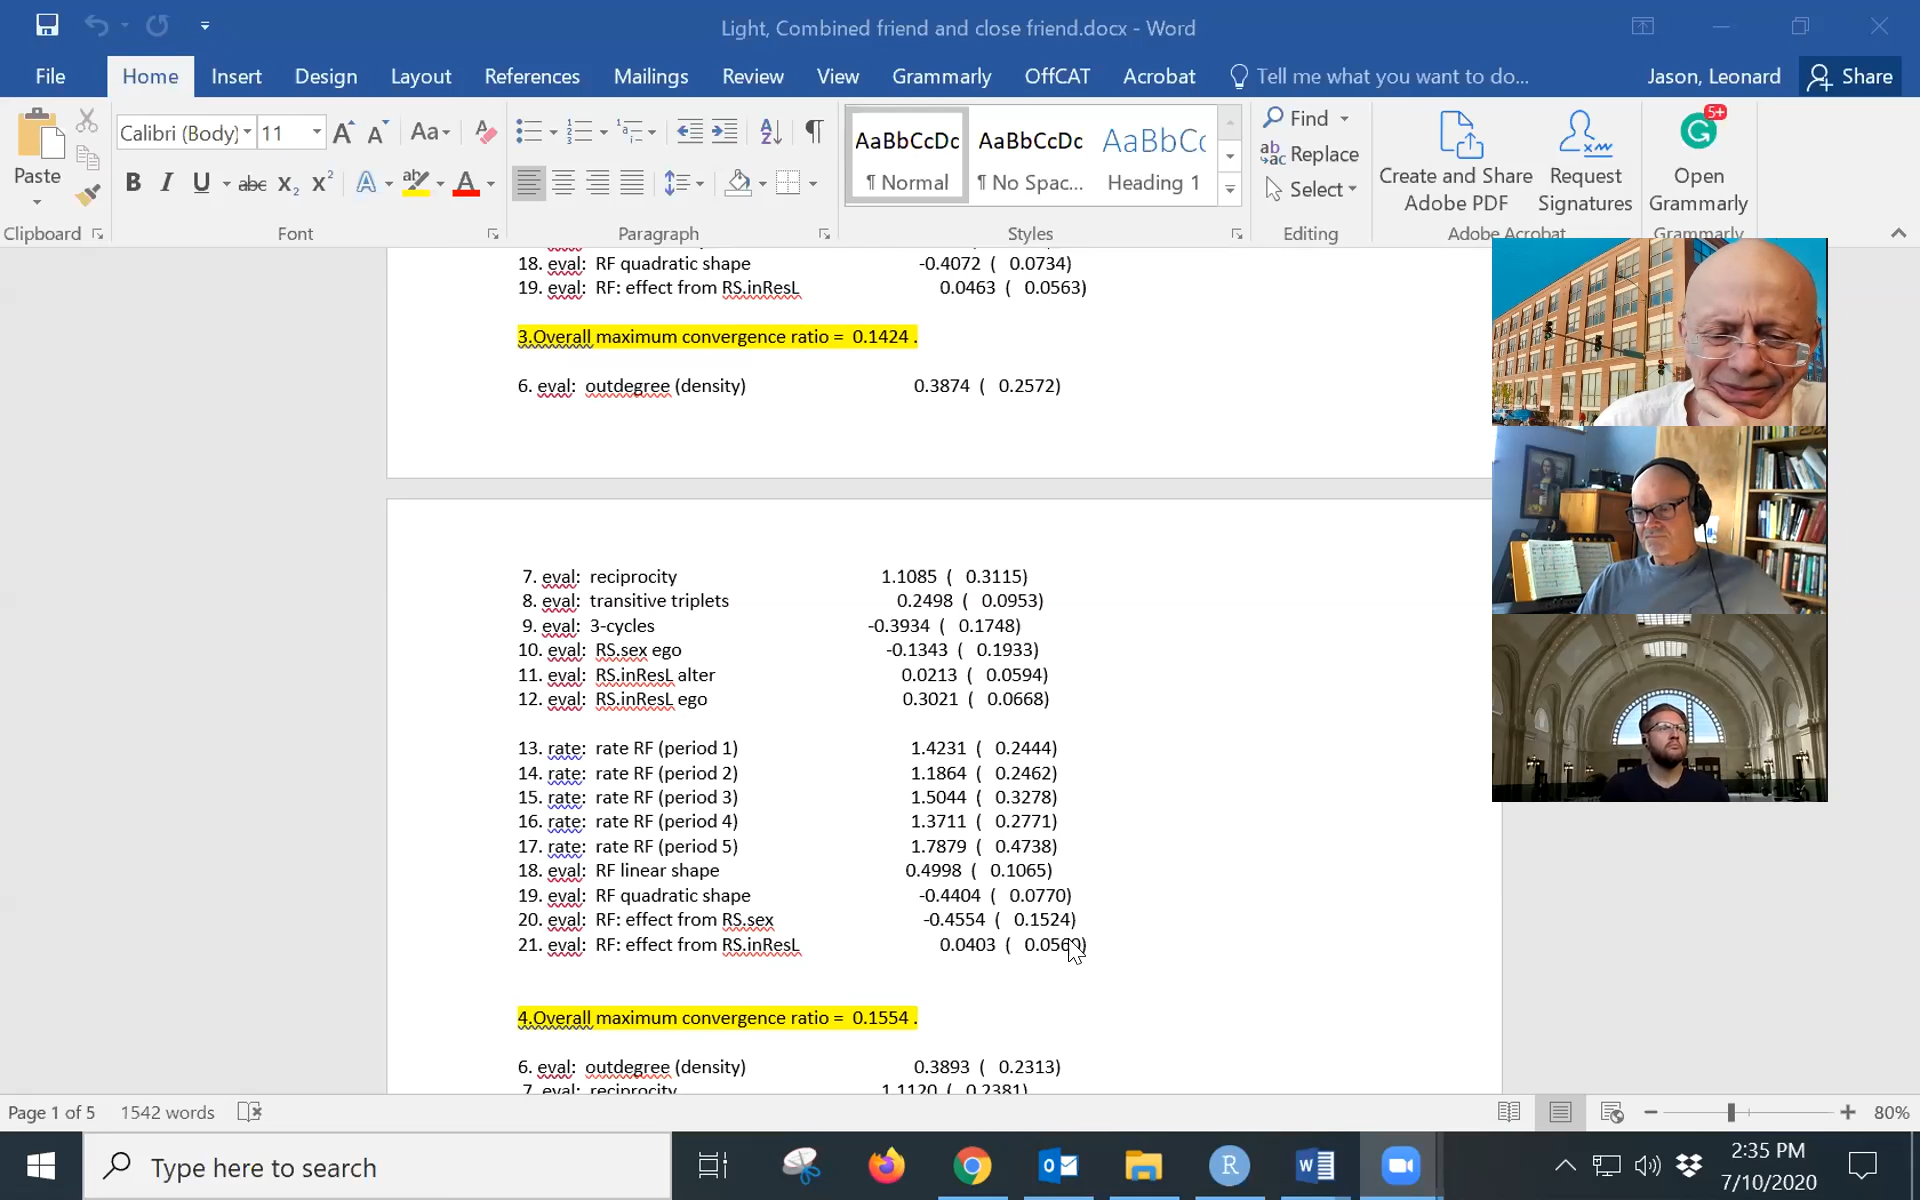 Light, Combined friend and close friend.docx - Word
File Home Insert Design Layout References Mailings Review View Grammarly OffCAT Acrobat Tell me what you want to do... Jason, Leonard Share
Calibri (Body) 11 Aa AaBbCcDc AaBbCcDc AaBbCc Find 5+
Paste Replace
B I U abc X2 X2 A ab A ¶ Normal ¶ No Spac... Heading 1 Select Create and Share Request Open
Adobe PDF Signatures Grammarly
Clipboard Font Paragraph Styles Editing Adobe Acrobat Grammarly
18. eval: RF quadratic shape -0.4072 ( 0.0734)
19. eval: RF: effect from RS.inResL 0.0463 ( 0.0563)
3.Overall maximum convergence ratio = 0.1424 .
6. eval: outdegree (density) 0.3874 ( 0.2572)
7. eval: reciprocity 1.1085 ( 0.3115)
8. eval: transitive triplets 0.2498 ( 0.0953)
9. eval: 3-cycles -0.3934 ( 0.1748)
10. eval: RS.sex ego -0.1343 ( 0.1933)
11. eval: RS.inResL alter 0.0213 ( 0.0594)
12. eval: RS.inResL ego 0.3021 ( 0.0668)
13. rate: rate RF (period 1) 1.4231 ( 0.2444)
14. rate: rate RF (period 2) 1.1864 ( 0.2462)
15. rate: rate RF (period 3) 1.5044 ( 0.3278)
16. rate: rate RF (period 4) 1.3711 ( 0.2771)
17. rate: rate RF (period 5) 1.7879 ( 0.4738)
18. eval: RF linear shape 0.4998 ( 0.1065)
19. eval: RF quadratic shape -0.4404 ( 0.0770)
20. eval: RF: effect from RS.sex -0.4554 ( 0.1524)
21. eval: RF: effect from RS.inResL 0.0403 (
4.Overall maximum convergence ratio = 0.1554 .
6. eval: outdegree (density) 0.3893 ( 0.2313)
7. eval: reciprocity 1.1120 ( 0.2381)
Page 1 of 5 1542 words 80%
Type here to search 2:35 PM
7/10/2020